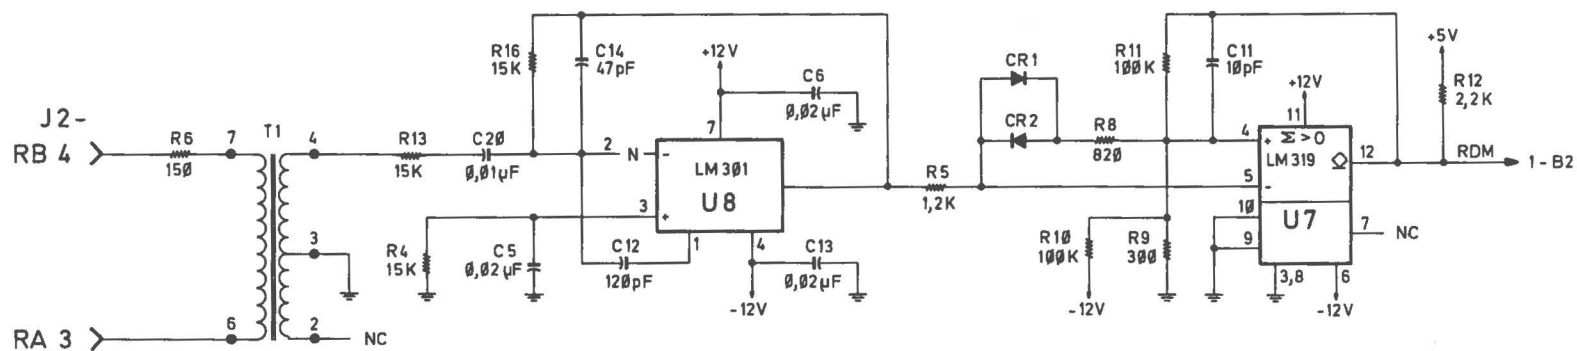 J2-
RB 4
R6
150
7
T1
4
R13
15K
C20
0,01µF
R16
15K
C14
47pF
+12V
C6
0,02µF
7
2
N
-
LM301
U8
3
+
1
4
R4
15K
C5
0,02µF
C12
120pF
C13
0,02µF
-12V
3
6
2
NC
RA 3
R5
1,2K
CR1
CR2
R8
820
R11
100K
C11
10pF
+5V
R12
2,2K
+12V
11
4
+
Σ>0
LM319
12
RDM
1-B2
5
-
10
9
U7
7
NC
R10
100K
R9
300
-12V
3,8
6
-12V